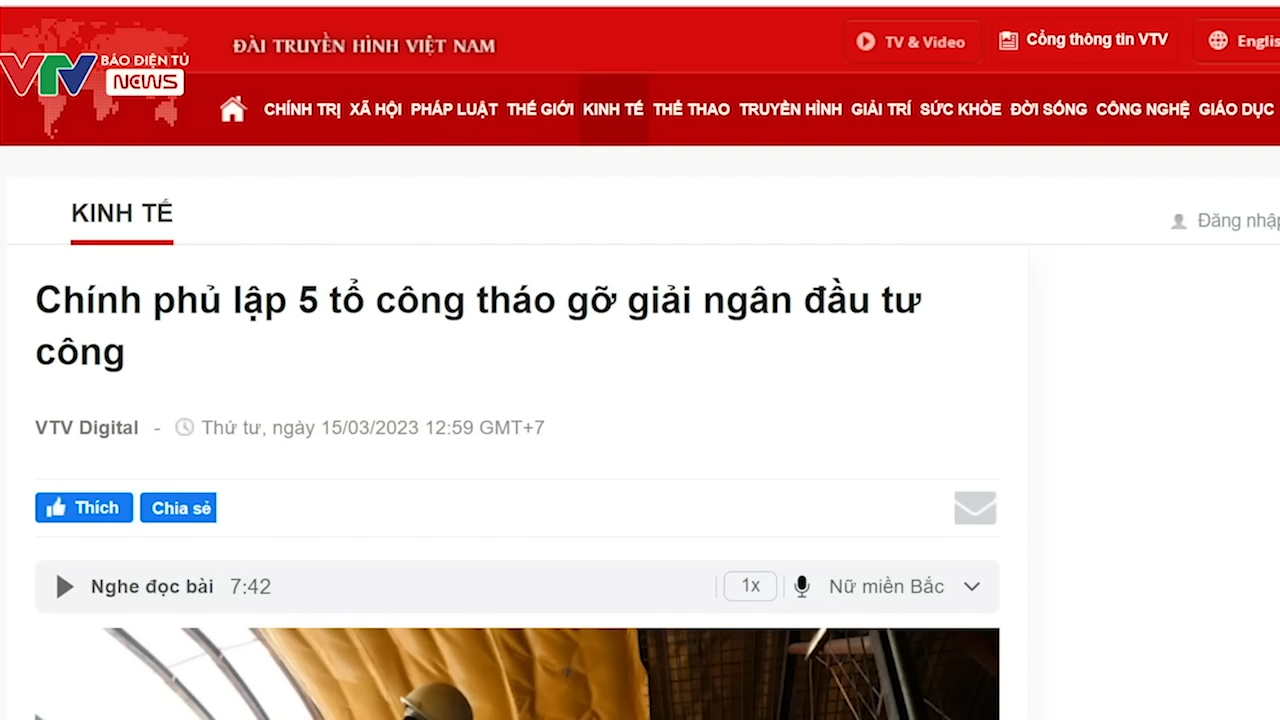 ĐÀI TRUYỀN HÌNH VIỆT NAM
TV & Video
Cổng thông tin VTV
VTV BÁO ĐIỆN TỬ
NEWS
CHÍNH TRỊ XÃ HỘI PHÁP LUẬT THẾ GIỚI KINH TẾ THỂ THAO TRUYỀN HÌNH GIẢI TRÍ SỨC KHỎE ĐỜI SỐNG CÔNG NGHỆ GIÁO DỤC
KINH TẾ
Chính phủ lập 5 tổ công tháo gỡ giải ngân đầu tư
công
VTV Digital - Thứ tư, ngày 15/03/2023 12:59 GMT+7
Thích
Chia sẻ
Nghe đọc bài 7:42
1x
Nữ miền Bắc